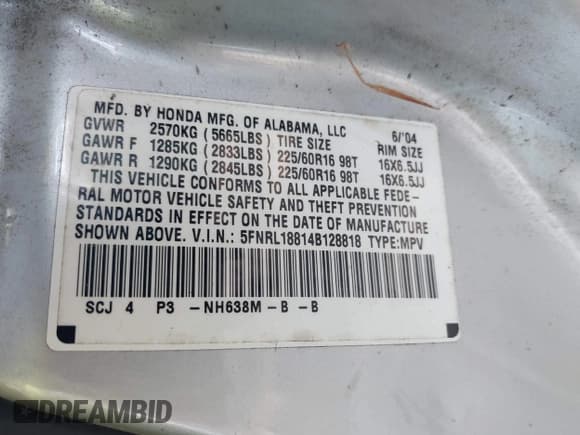 MFD. BY HONDA MFG. OF ALABAMA, LLC 6/'04
GVWR 2570KG (5665LBS) TIRE SIZE RIM SIZE
GAWR F 1285KG (2833LBS) 225/60R16 98T 16X6.5JJ
GAWR R 1290KG (2845LBS) 225/60R16 98T 16X6.5JJ
THIS VEHICLE CONFORMS TO ALL APPLICABLE FEDE-
RAL MOTOR VEHICLE SAFETY AND THEFT PREVENTION
STANDARDS IN EFFECT ON THE DATE OF MANUFACTURE
SHOWN ABOVE. V.I.N.: 5FNRL18814B128818 TYPE:MPV
SCJ 4 P3 -NH638M -B -B
DREAMBID